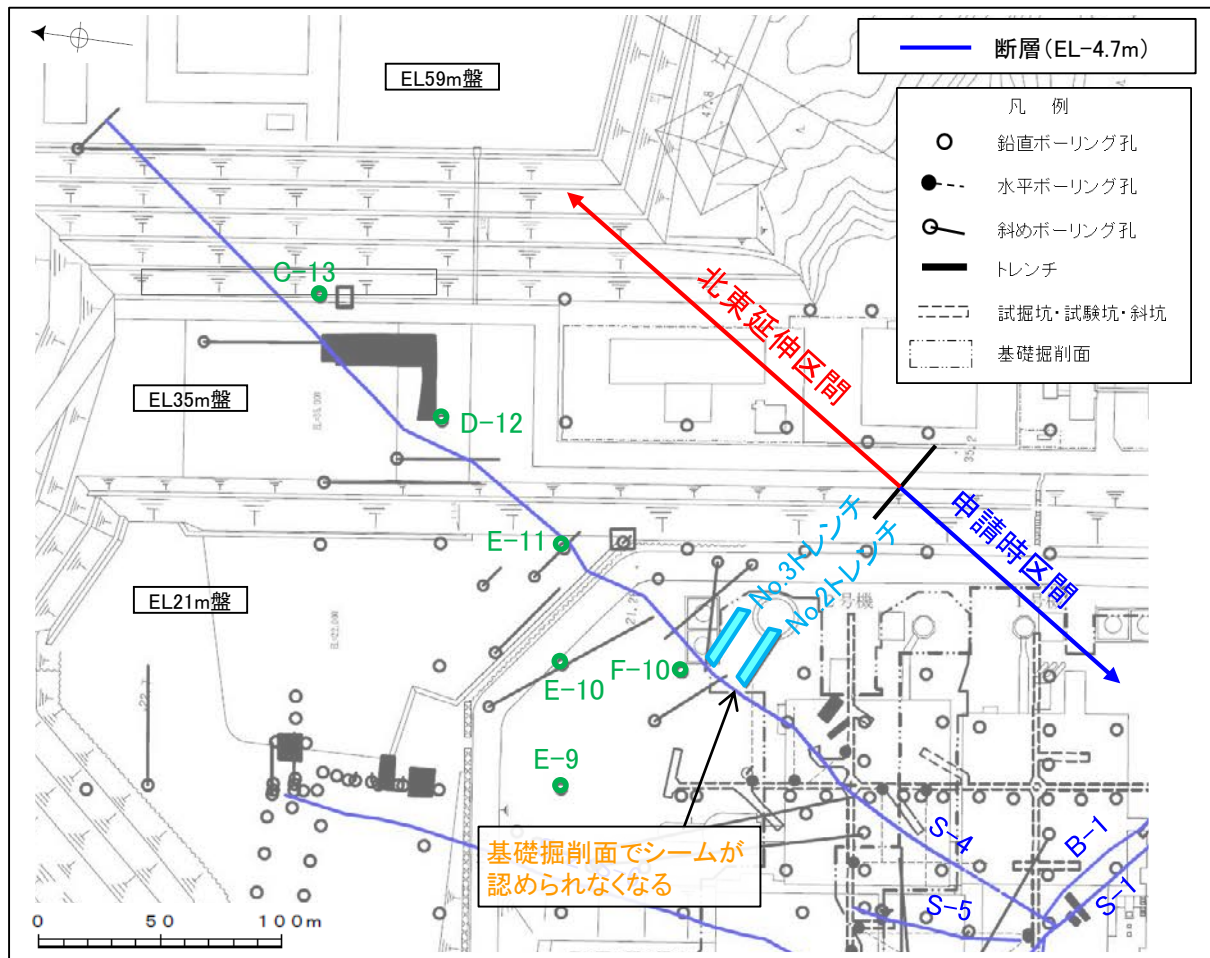 断層(EL-4.7m)
凡 例
鉛直ボーリング孔
水平ボーリング孔
斜めボーリング孔
トレンチ
試掘坑・試験坑・斜坑
基礎掘削面
EL59m盤
47.8
C-13
北東延伸区間
EL35m盤
D-12
35.2
申請時区間
E-11
No.3トレンチ
No.2トレンチ
号機
EL21m盤
E-10
F-10
E-9
基礎掘削面でシームが
認められなくなる
S-4
B-1
S-5
S-1
0 50 100m